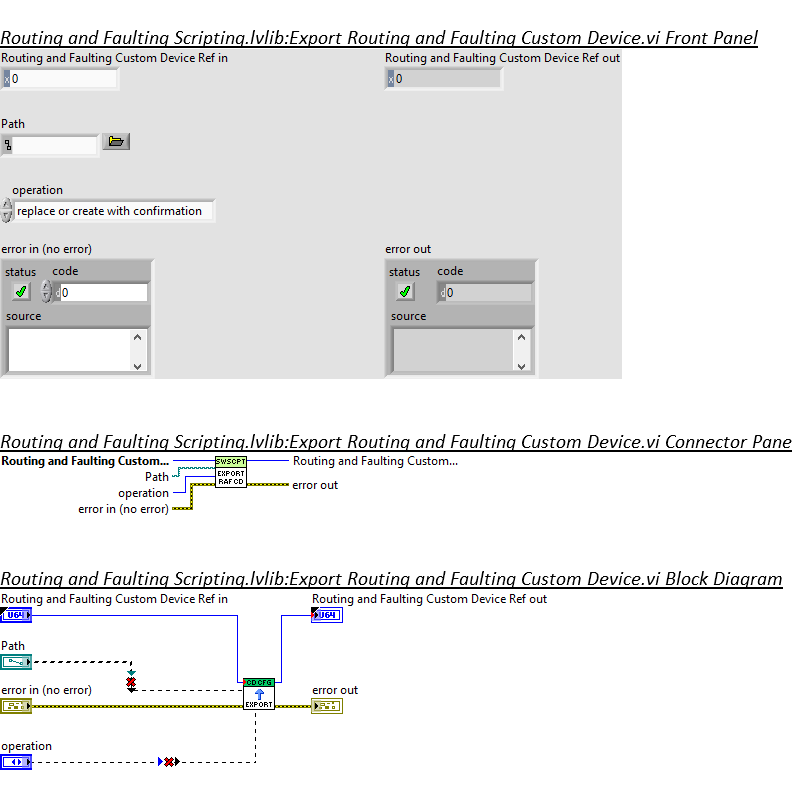 Routing and Faulting Scripting.lvlib:Export Routing and Faulting Custom Device.vi Front Panel
Routing and Faulting Custom Device Ref in
Routing and Faulting Custom Device Ref out
x 0
x 0
Path
operation
replace or create with confirmation
error in (no error)
error out
status code
status code
d 0
d 0
source
source
Routing and Faulting Scripting.lvlib:Export Routing and Faulting Custom Device.vi Connector Pane
Routing and Faulting Custom...
SWSCPT
Routing and Faulting Custom...
Path
EXPORT
RAF CD
error out
operation
error in (no error)
Routing and Faulting Scripting.lvlib:Export Routing and Faulting Custom Device.vi Block Diagram
Routing and Faulting Custom Device Ref in
Routing and Faulting Custom Device Ref out
U64
U64
Path
CD CFG
error in (no error)
error out
EXPORT
operation